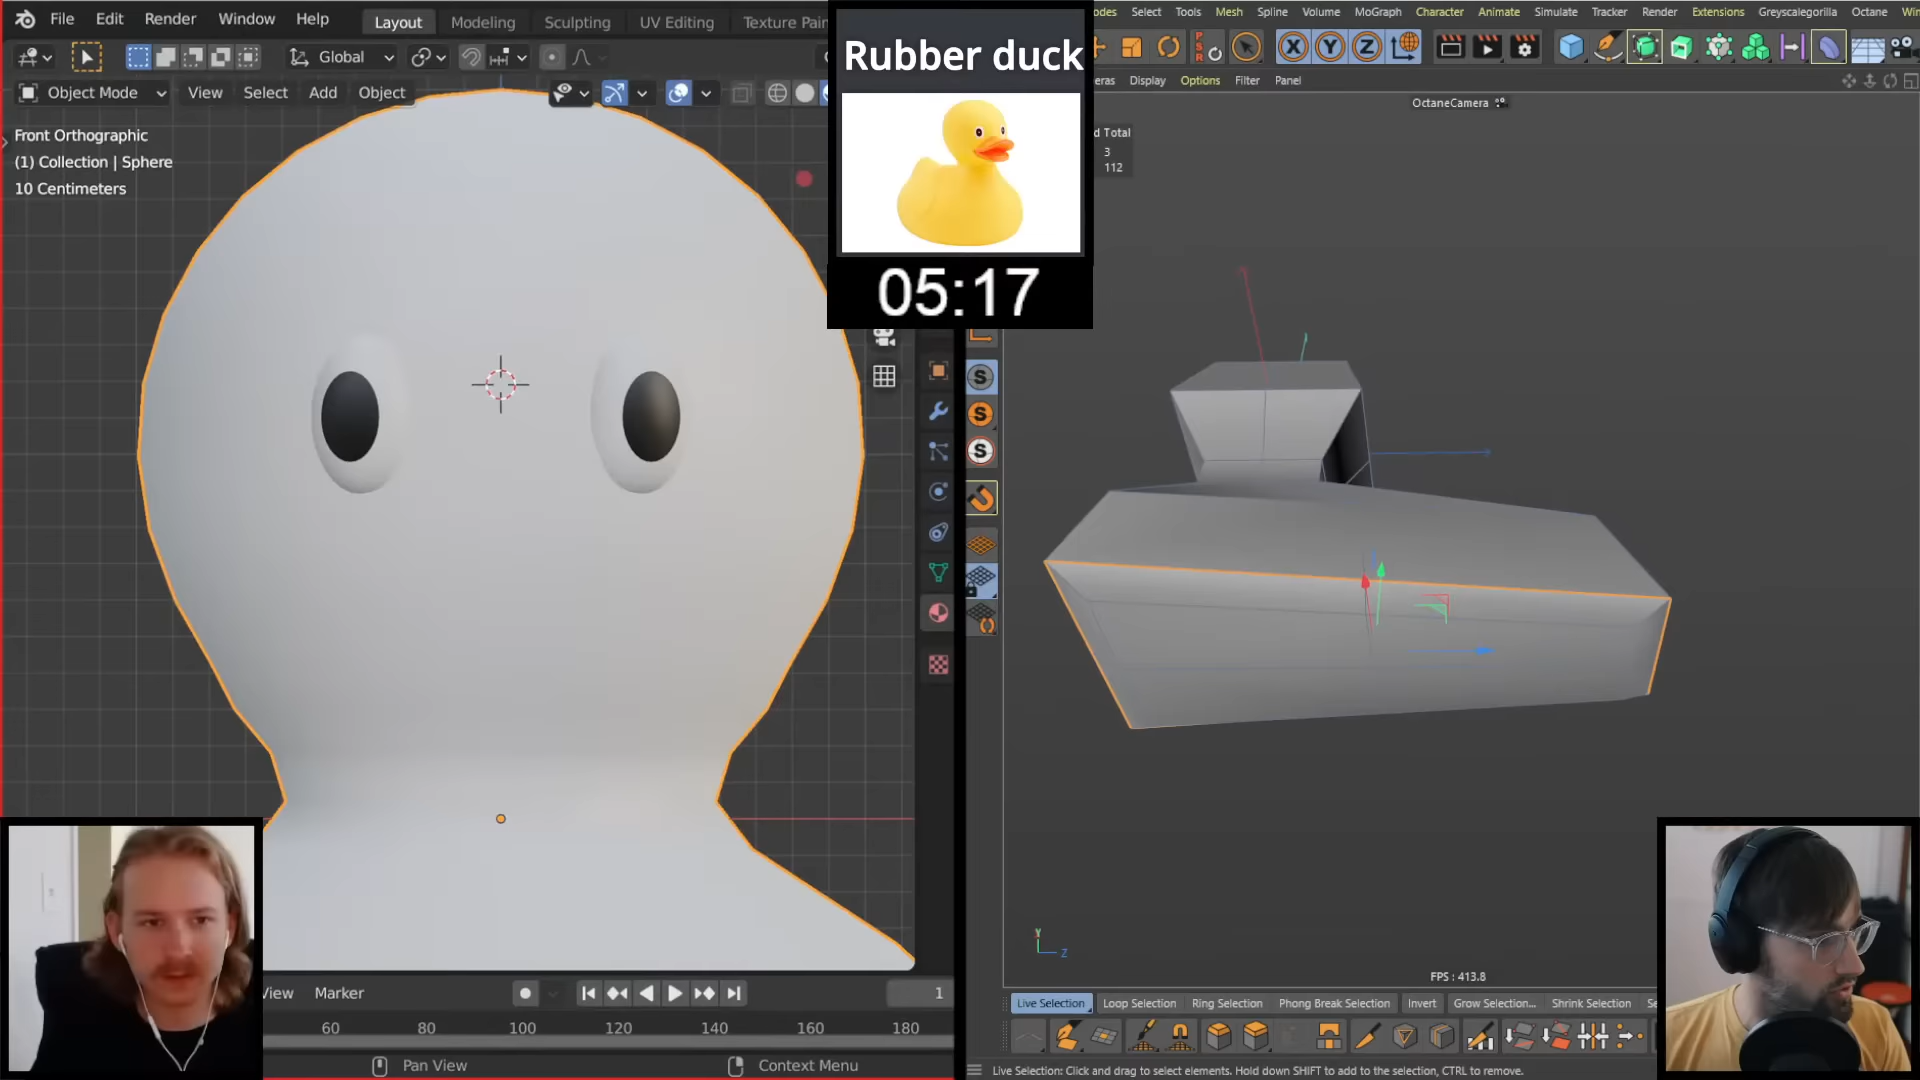 File Edit Render Window Help
Layout Modeling Sculpting UV Editing
Global
Object Mode View Select Add Object
Front Orthographic
(1) Collection | Sphere
10 Centimeters
Rubber duck
05:17
Select Tools Mesh Spline Volume MoGraph Character Animate Simulate Tracker Render Extensions Greyscalegorilla Octane
PSR X Y Z
Display Options Filter Panel
OctaneCamera
Total
3
112
S
S
S
Y
Z
FPS : 413.8
Live Selection Loop Selection Ring Selection Phong Break Selection Invert Grow Selection... Shrink Selection
View Marker
1
60 80 100 120 140 160 180
Pan View Context Menu
Live Selection: Click and drag to select elements. Hold down SHIFT to add to the selection, CTRL to remove.